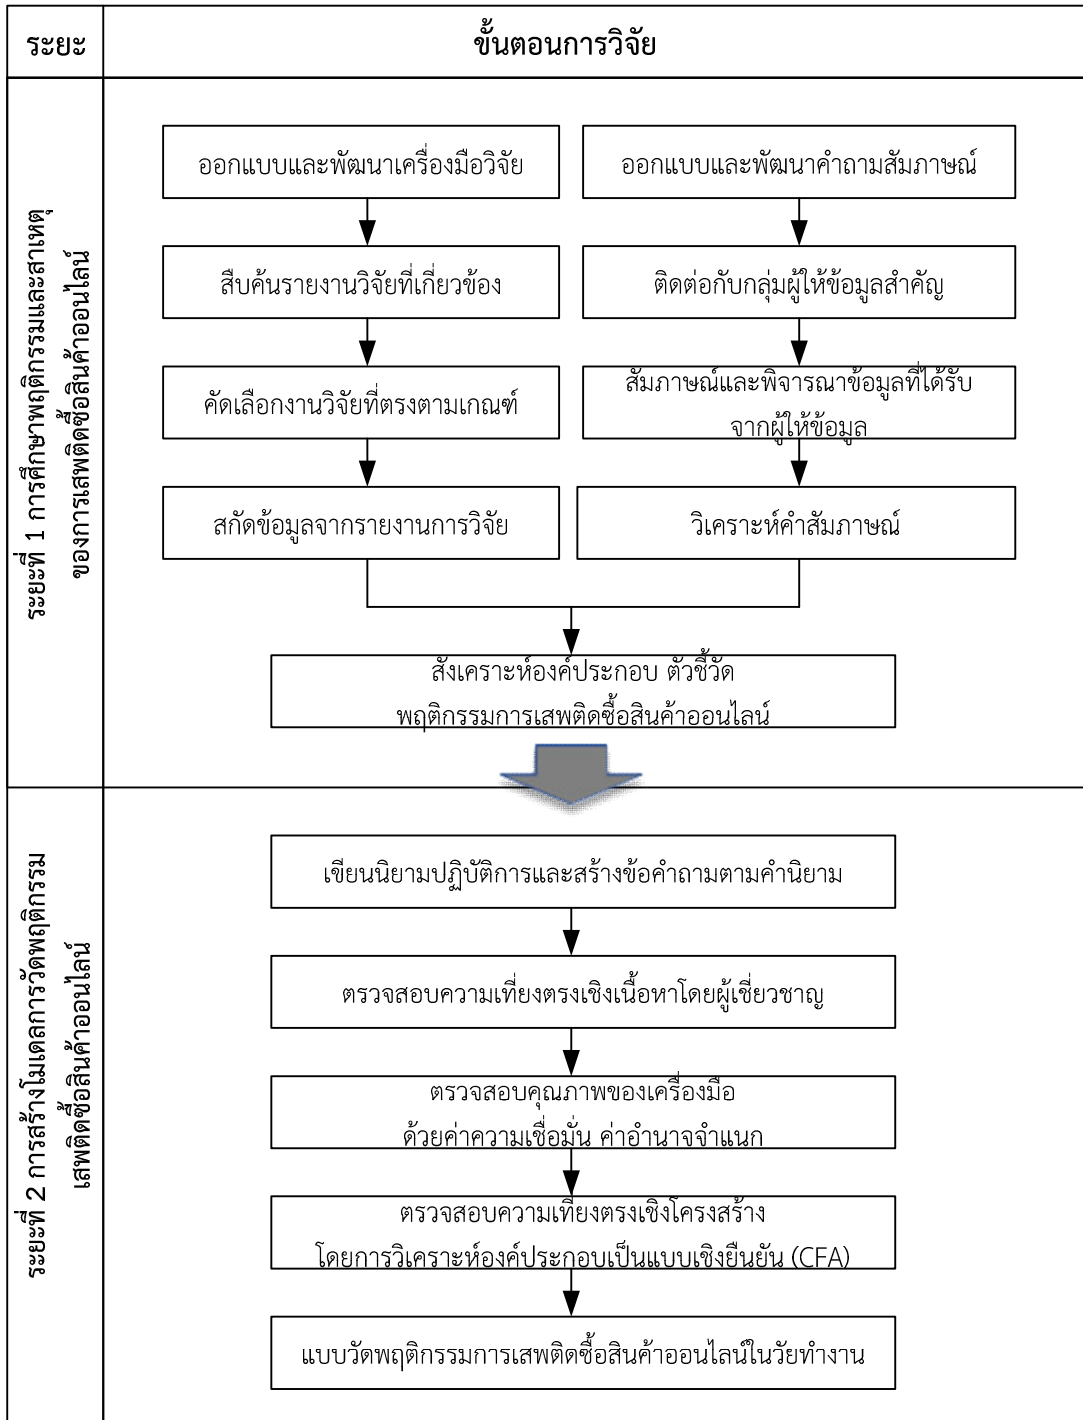 ระยะ
ขั้นตอนการวิจัย
ระยะที่ 1 การศึกษาพฤติกรรมและสาเหตุ
ของการเสพติดซื้อสินค้าออนไลน์
ออกแบบและพัฒนาเครื่องมือวิจัย
สืบค้นรายงานวิจัยที่เกี่ยวข้อง
คัดเลือกงานวิจัยที่ตรงตามเกณฑ์
สกัดข้อมูลจากรายงานการวิจัย
ออกแบบและพัฒนาคำถามสัมภาษณ์
ติดต่อกับกลุ่มผู้ให้ข้อมูลสำคัญ
สัมภาษณ์และพิจารณาข้อมูลที่ได้รับ
จากผู้ให้ข้อมูล
วิเคราะห์คำสัมภาษณ์
สังเคราะห์องค์ประกอบ ตัวชี้วัด
พฤติกรรมการเสพติดซื้อสินค้าออนไลน์
ระยะที่ 2 การสร้างโมเดลการวัดพฤติกรรม
เสพติดซื้อสินค้าออนไลน์
เขียนนิยามปฏิบัติการและสร้างข้อคำถามตามคำนิยาม
ตรวจสอบความเที่ยงตรงเชิงเนื้อหาโดยผู้เชี่ยวชาญ
ตรวจสอบคุณภาพของเครื่องมือ
ด้วยค่าความเชื่อมั่น ค่าอำนาจจำแนก
ตรวจสอบความเที่ยงตรงเชิงโครงสร้าง
โดยการวิเคราะห์องค์ประกอบเป็นแบบเชิงยืนยัน (CFA)
แบบวัดพฤติกรรมการเสพติดซื้อสินค้าออนไลน์ในวัยทำงาน